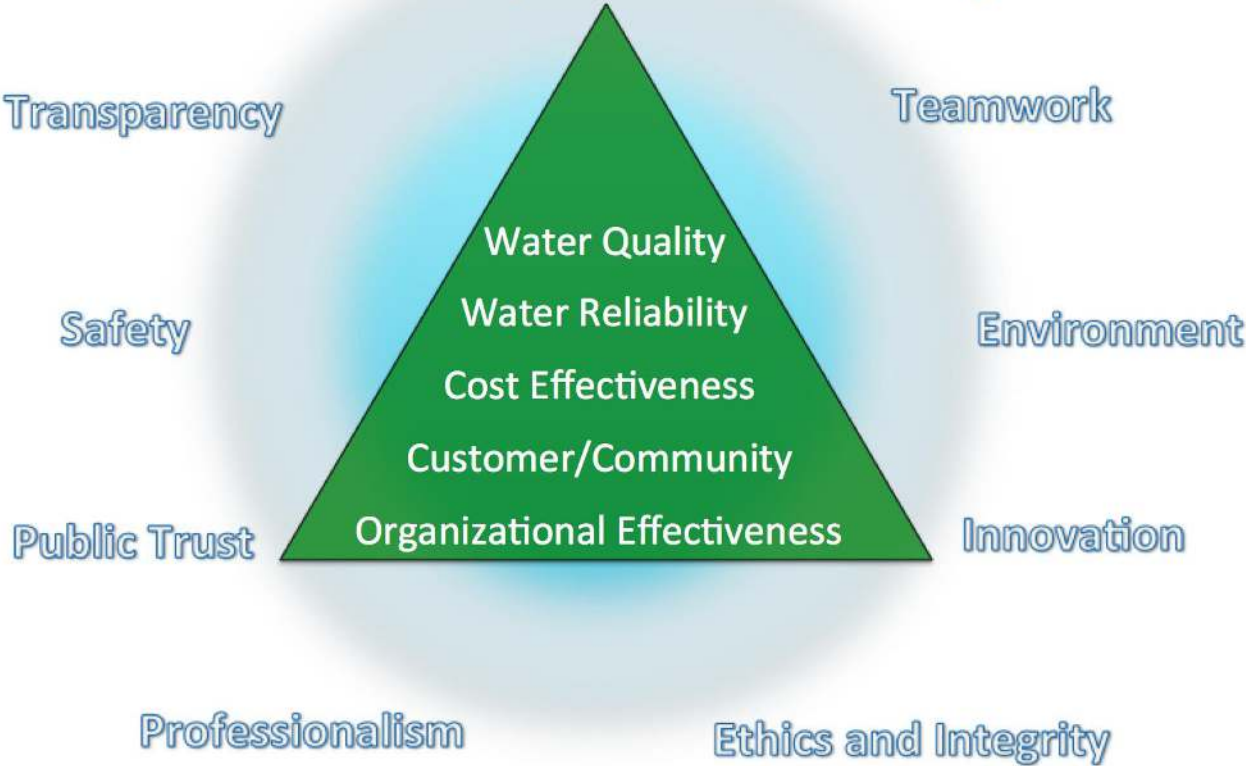 Transparency
Teamwork
Water Quality
Water Reliability
Safety
Environment
Cost Effectiveness
Customer/Community
Organizational Effectiveness
Public Trust
Innovation
Professionalism
Ethics and Integrity